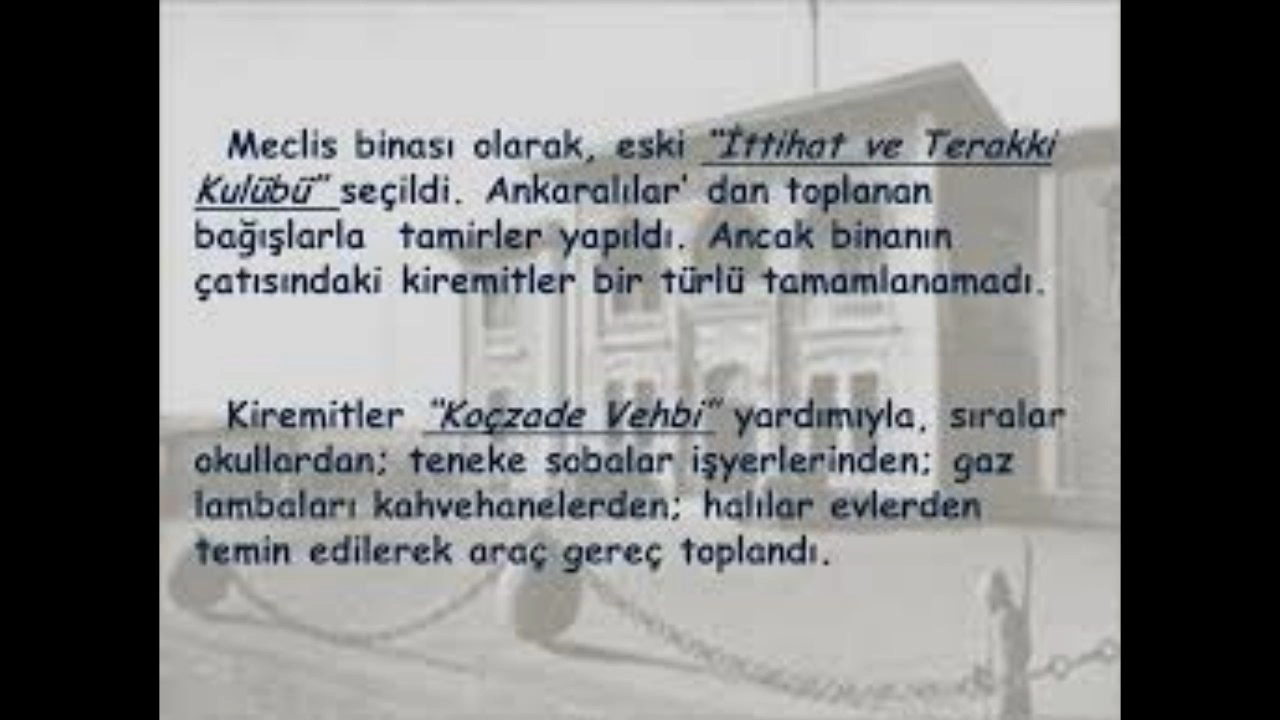 Meclis binası olarak, eski "İttihat ve Terakki
Kulübü" seçildi. Ankaralılar' dan toplanan
bağışlarla tamirler yapıldı. Ancak binanın
çatısındaki kiremitler bir türlü tamamlanamadı.
Kiremitler "Koçzade Vehbi" yardımıyla, sıralar
okullardan; teneke sobalar işyerlerinden; gaz
lambaları kahvehanelerden; halılar evlerden
temin edilerek araç gereç toplandı.